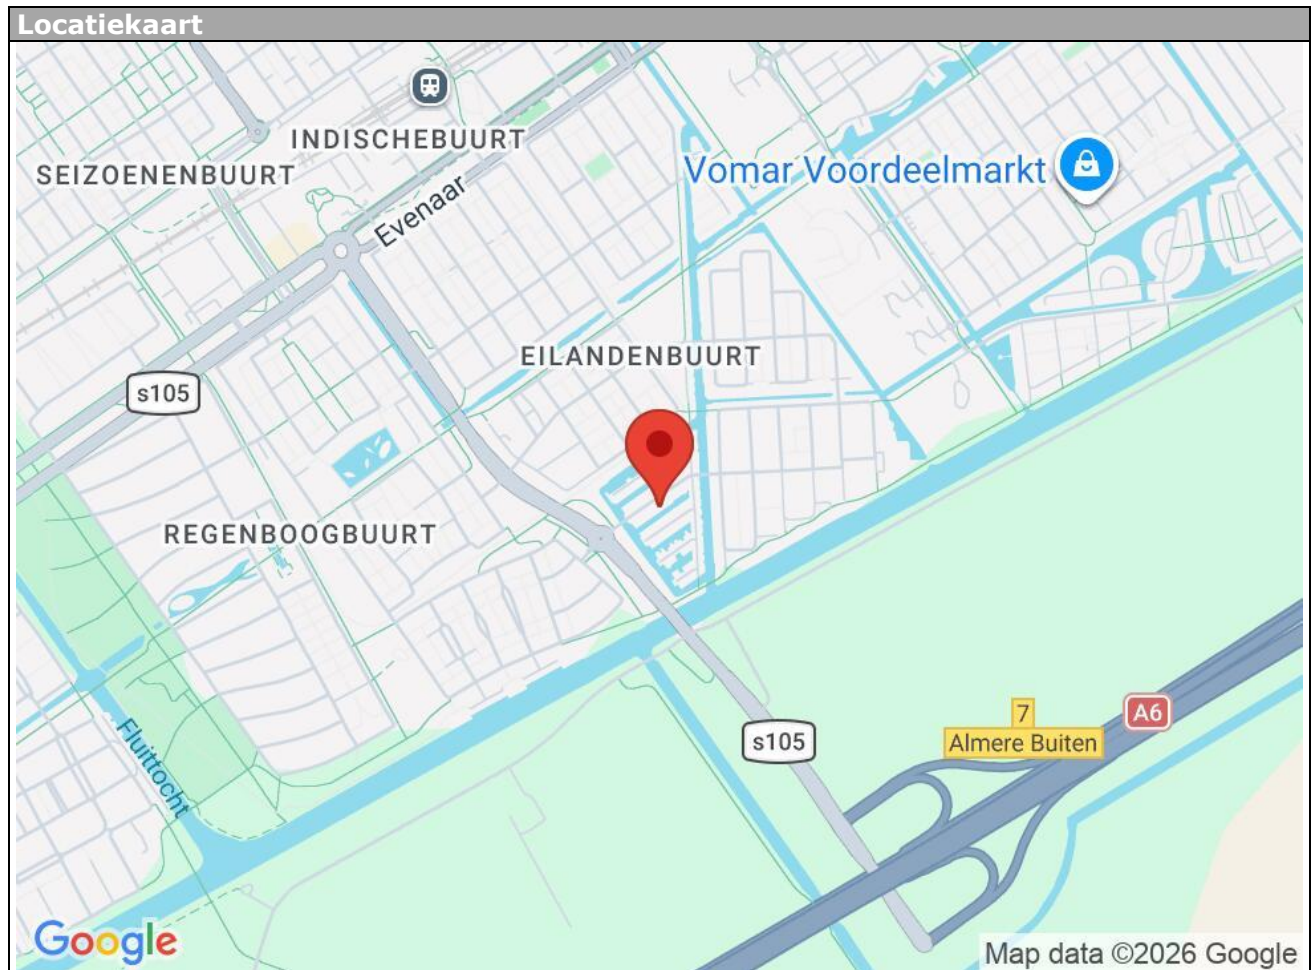 Locatiekaart
INDISCHEBUURT
SEIZOENENBUURT
Vomar Voordeelmarkt
Evenaar
EILANDENBUURT
s105
REGENBOOGBUURT
7
A6
Almere Buiten
s105
Fluittocht
Google
Map data ©2026 Google